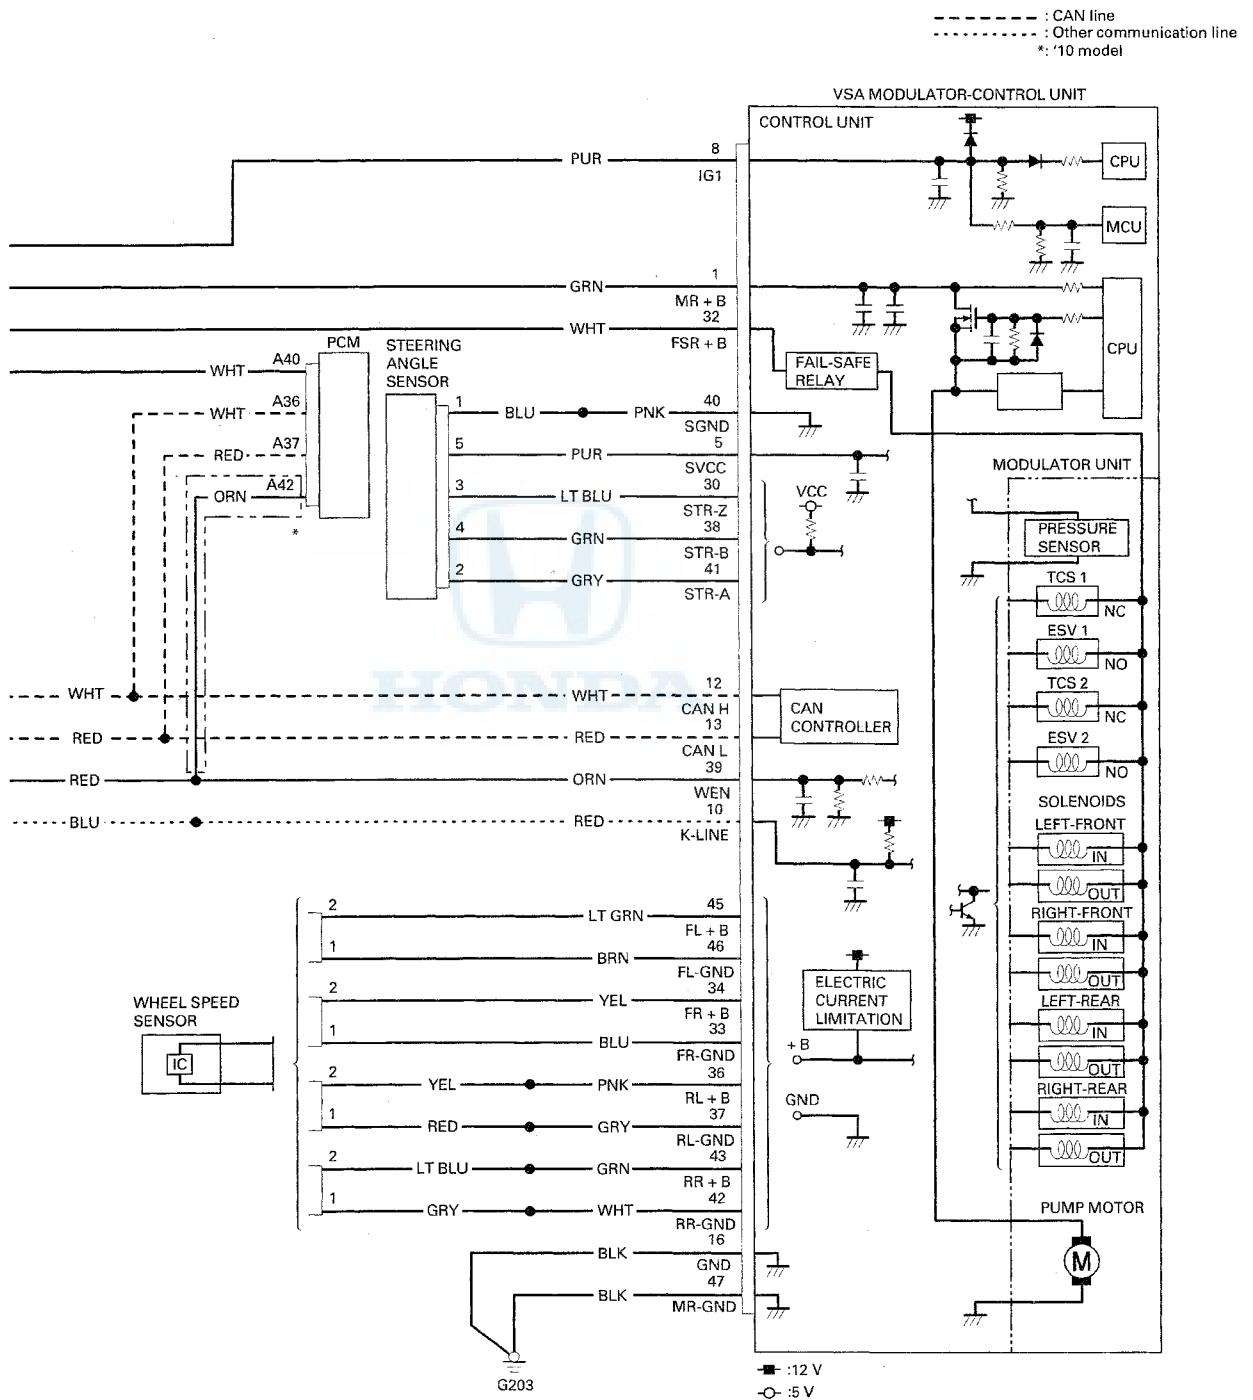 : CAN line
: Other communication line
*: '10 model
VSA MODULATOR-CONTROL UNIT
CONTROL UNIT
PUR
8
IG1
CPU
MCU
GRN
1
MR + B
WHT
32
FSR + B
CPU
FAIL-SAFE
RELAY
PCM
STEERING
ANGLE
SENSOR
WHT
A40
WHT
A36
RED
A37
ORN
A42
*
1
BLU
PNK
40
SGND
5
PUR
5
SVCC
3
LT BLU
30
STR-Z
4
GRN
38
STR-B
2
GRY
41
STR-A
VCC
MODULATOR UNIT
PRESSURE
SENSOR
TCS 1
NC
ESV 1
NO
TCS 2
NC
ESV 2
NO
HONDA
WHT
WHT
12
CAN H
RED
RED
13
CAN L
CAN
CONTROLLER
RED
ORN
39
WEN
BLU
RED
10
K-LINE
SOLENOIDS
LEFT-FRONT
IN
OUT
RIGHT-FRONT
IN
OUT
LEFT-REAR
IN
OUT
RIGHT-REAR
IN
OUT
WHEEL SPEED
SENSOR
IC
2
LT GRN
45
FL + B
1
BRN
46
FL-GND
2
YEL
34
FR + B
1
BLU
33
FR-GND
2
YEL
PNK
36
RL + B
1
RED
GRY
37
RL-GND
2
LT BLU
GRN
43
RR + B
1
GRY
WHT
42
RR-GND
BLK
16
GND
BLK
47
MR-GND
G203
ELECTRIC
CURRENT
LIMITATION
+ B
GND
PUMP MOTOR
M
:12 V
:5 V